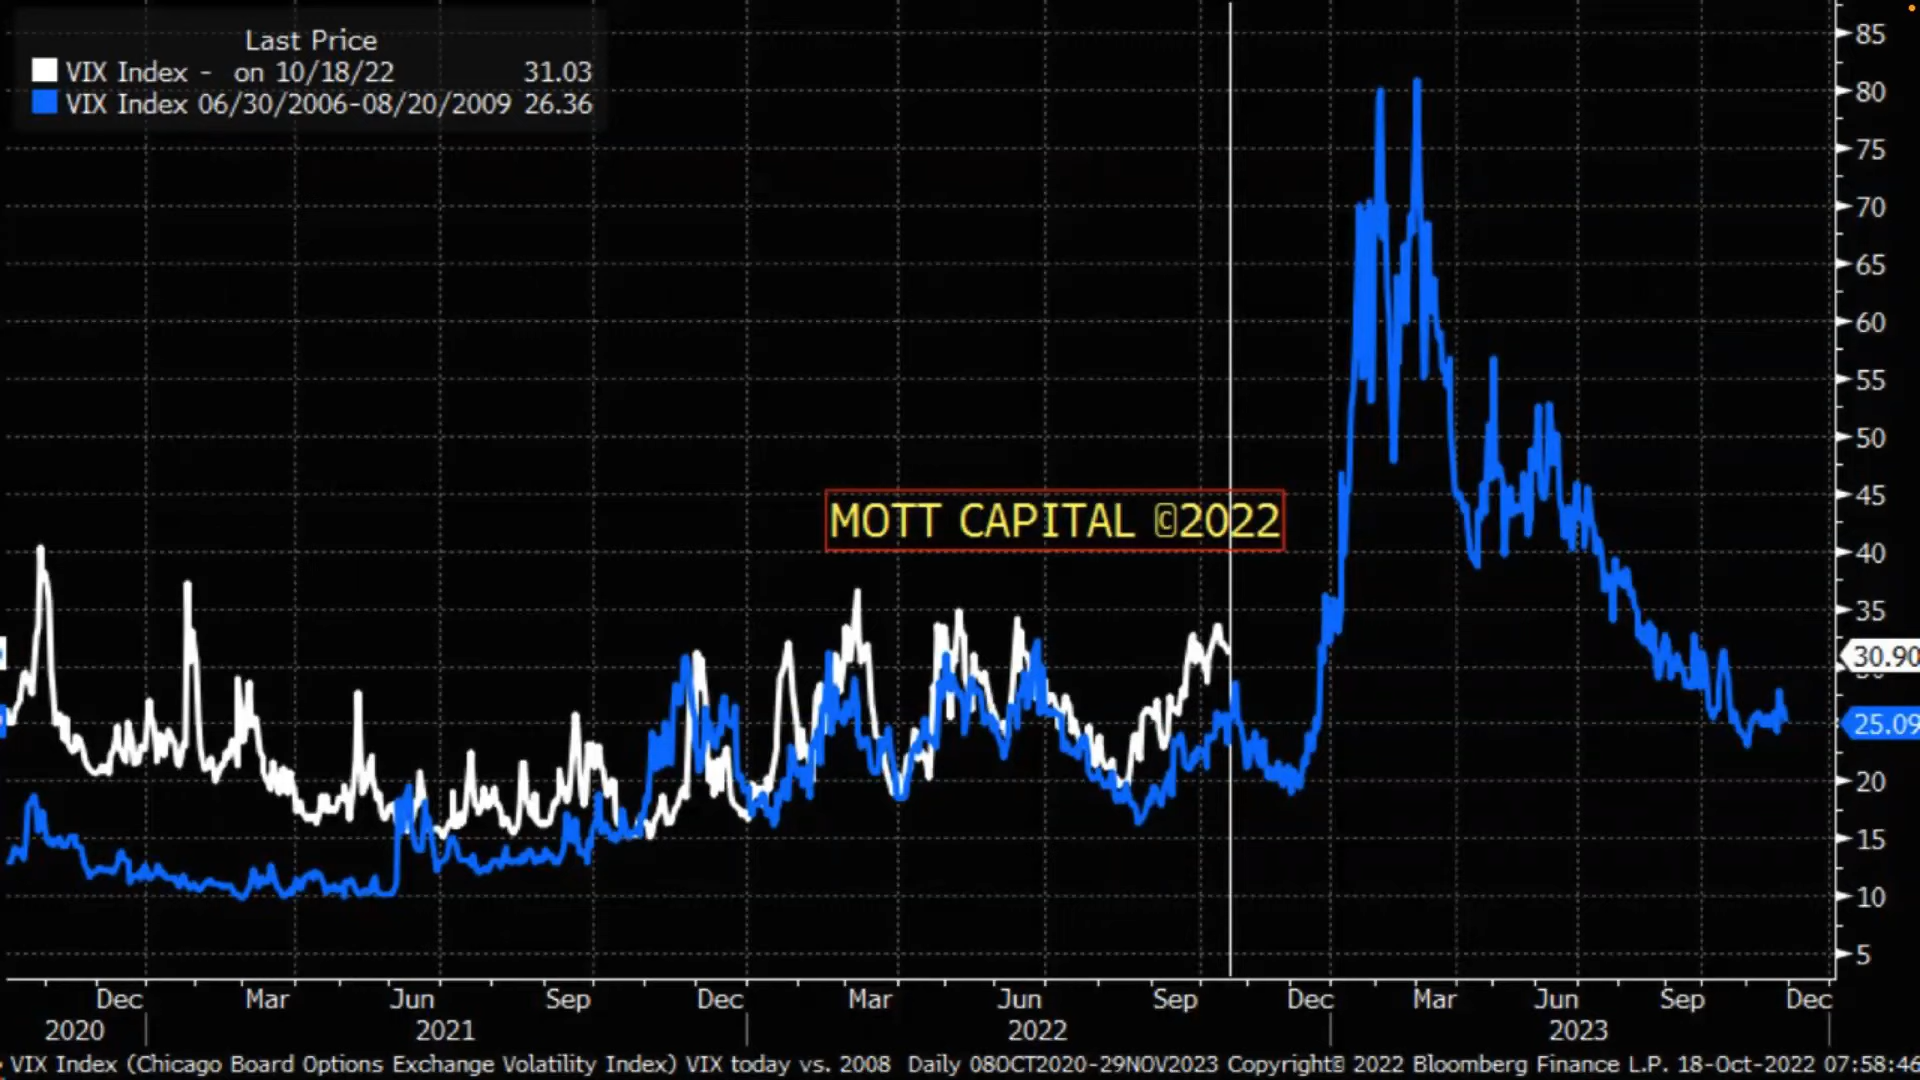 Last Price
VIX Index - on 10/18/22 31.03
VIX Index 06/30/2006-08/20/2009 26.36
85
80
75
70
65
60
55
50
MOTT CAPITAL ©2022
45
40
35
30.90
25.09
20
15
10
5
Dec Mar Jun Sep Dec Mar Jun Sep Dec Mar Jun Sep Dec
2020 2021 2022 2023
VIX Index (Chicago Board Options Exchange Volatility Index) VIX today vs. 2008 Daily 08OCT2020-29NOV2023 Copyright© 2022 Bloomberg Finance L.P. 18-Oct-2022 07:58:46